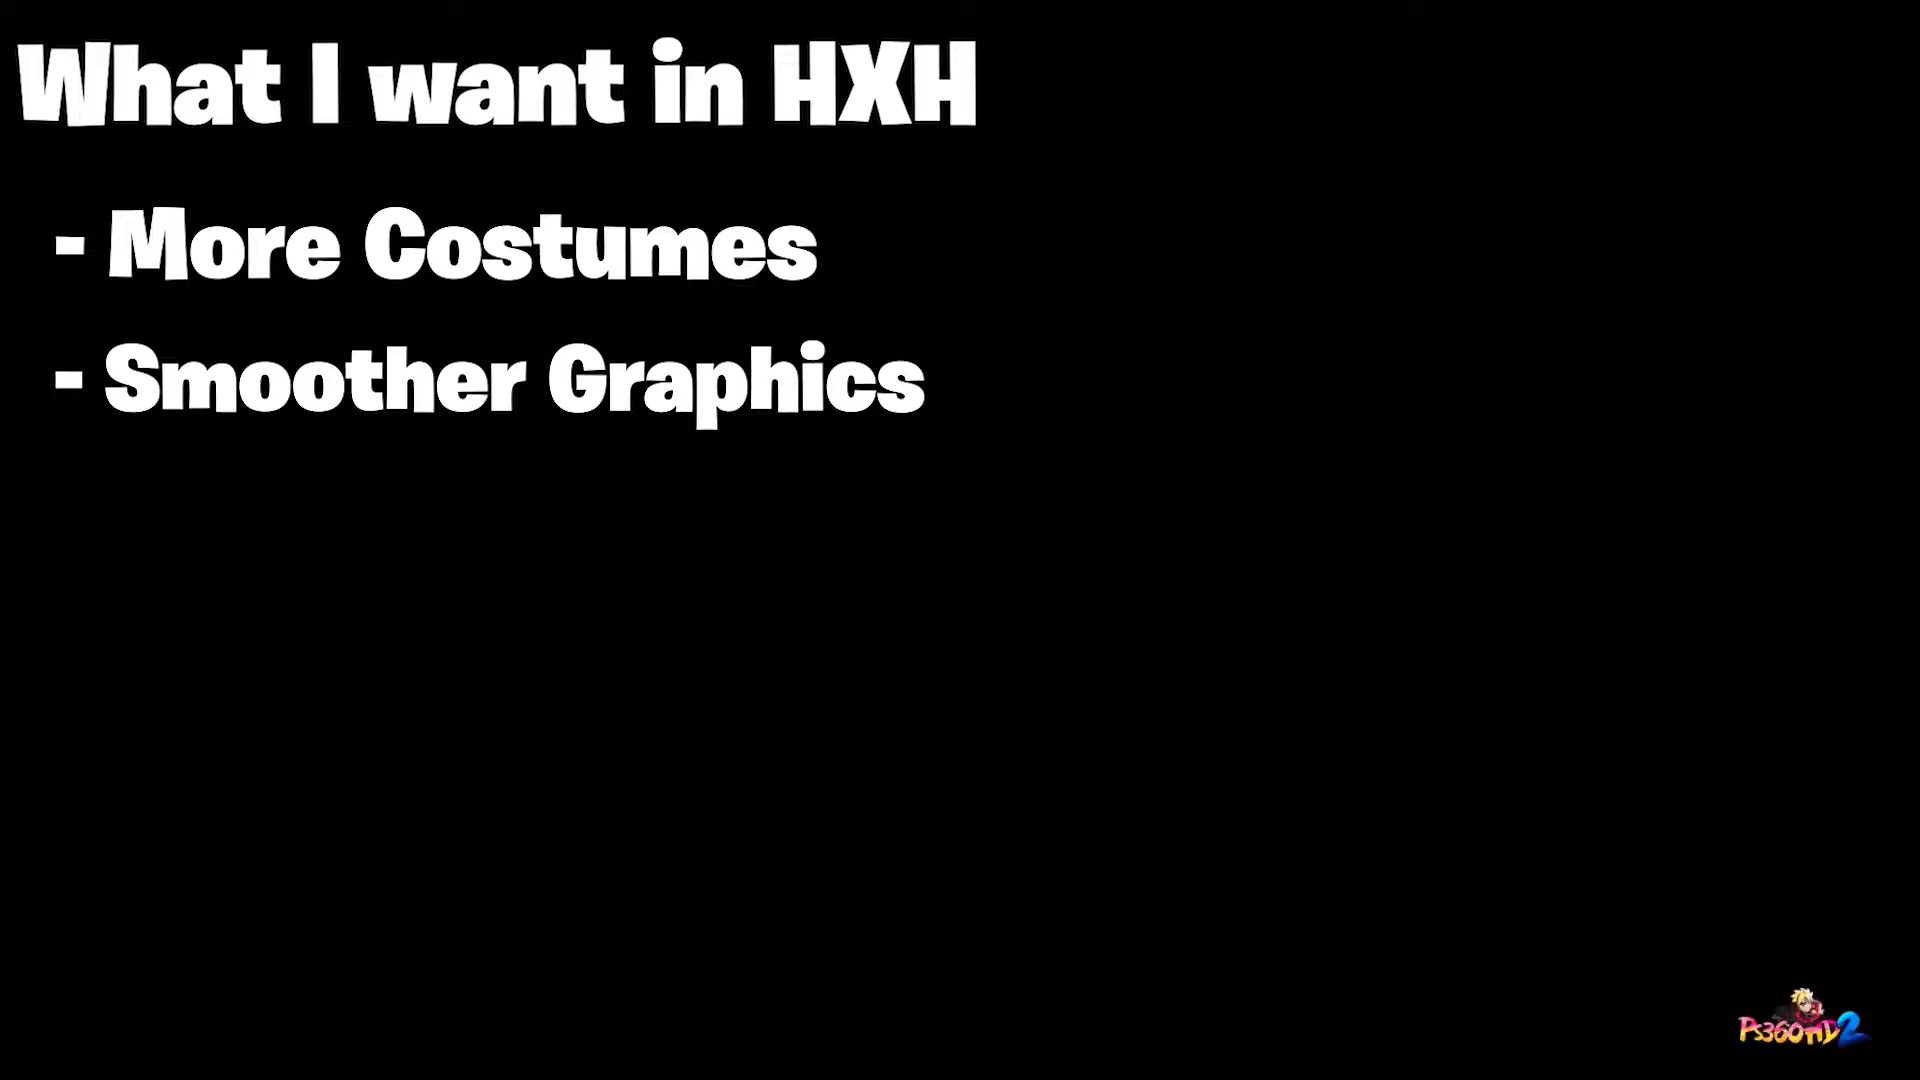 What I want in HXH
- More Costumes
- Smoother Graphics
Ps360HD2